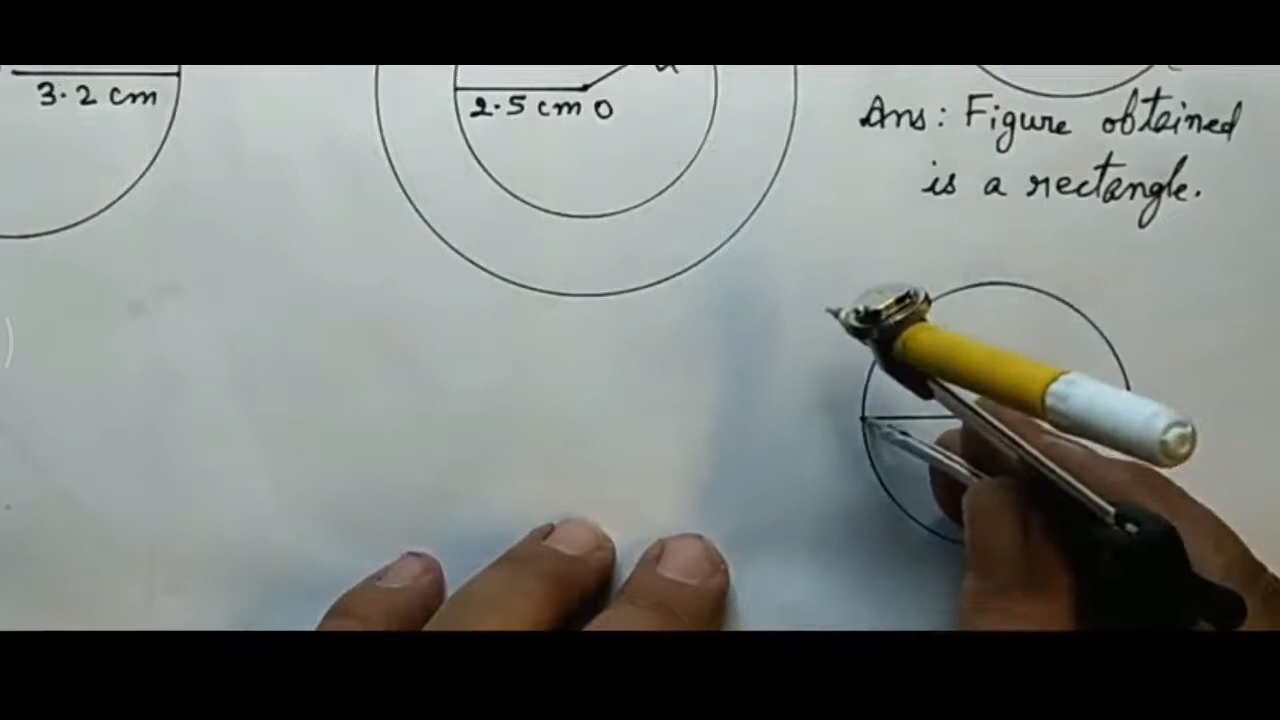 3.2 cm
2.5 cm O
Ans: Figure obtained
is a rectangle.